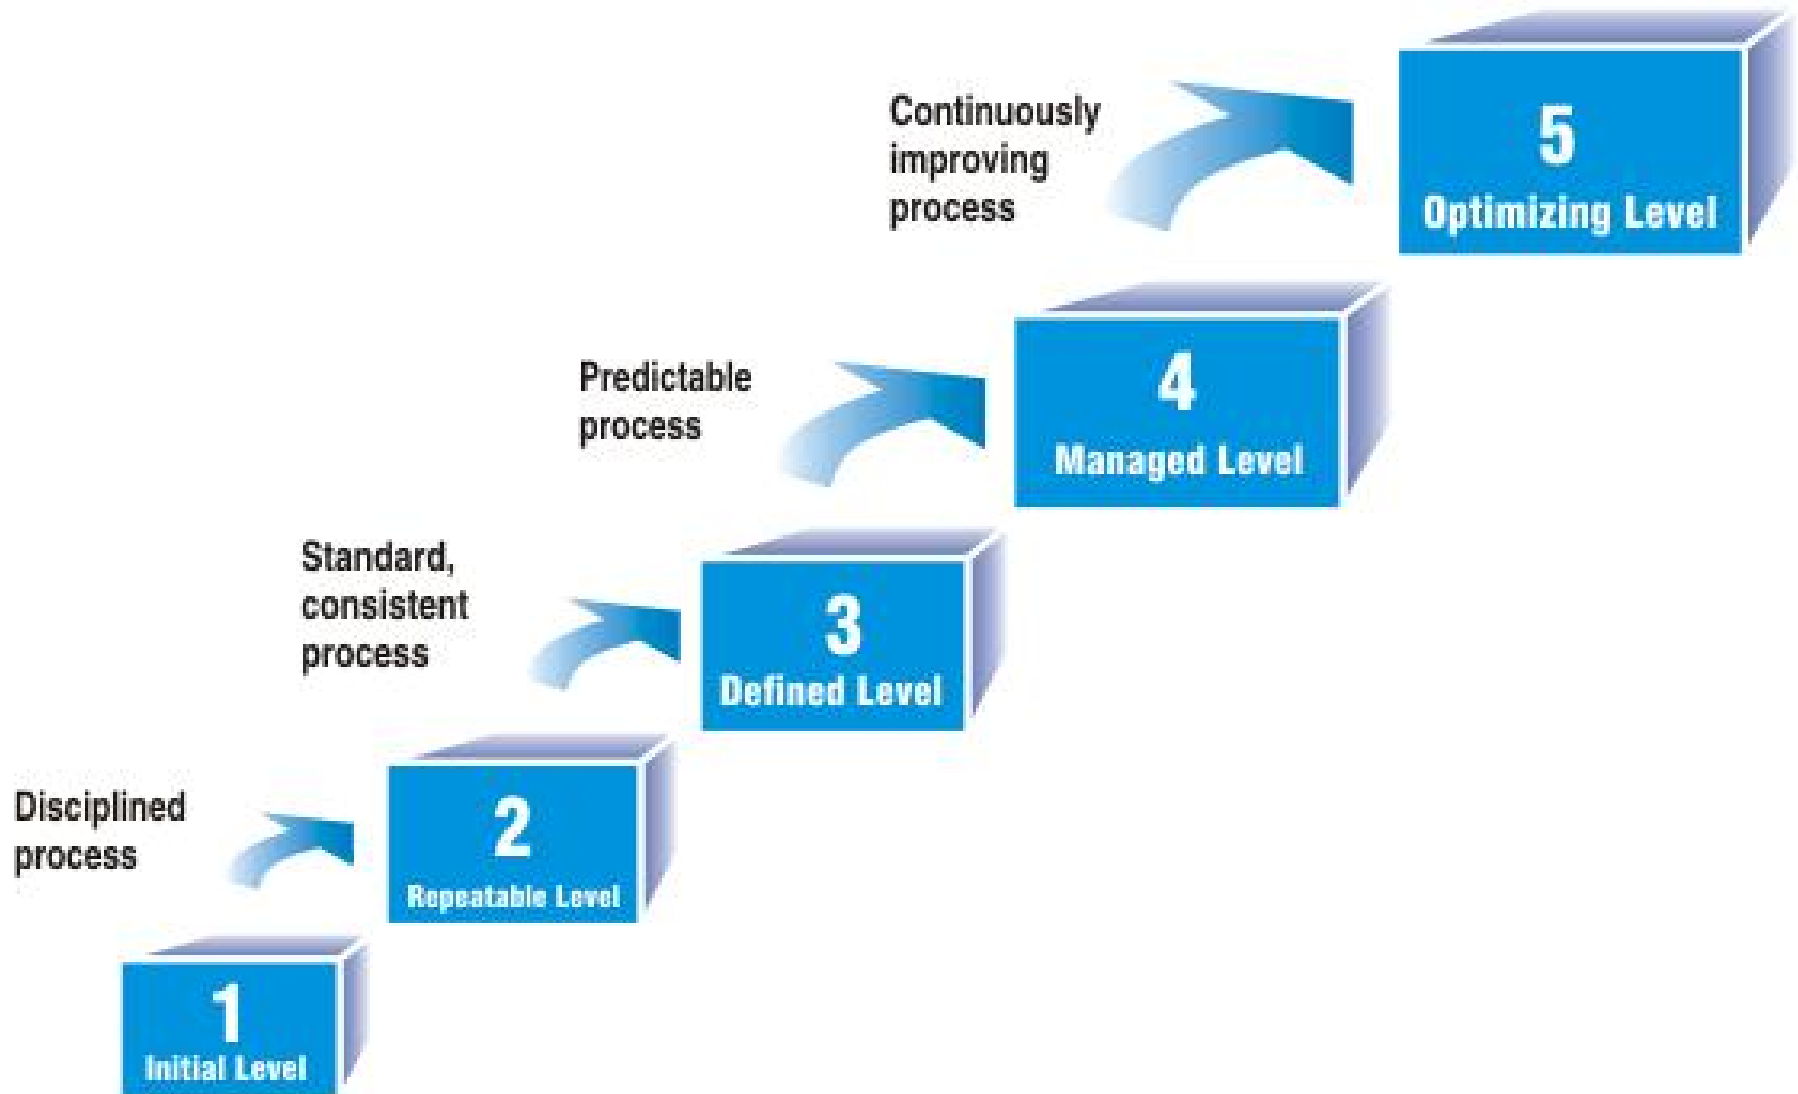 Continuously
improving
process
5
Optimizing Level
Predictable
process
4
Managed Level
Standard,
consistent
process
3
Defined Level
Disciplined
process
2
Repeatable Level
1
Initial Level